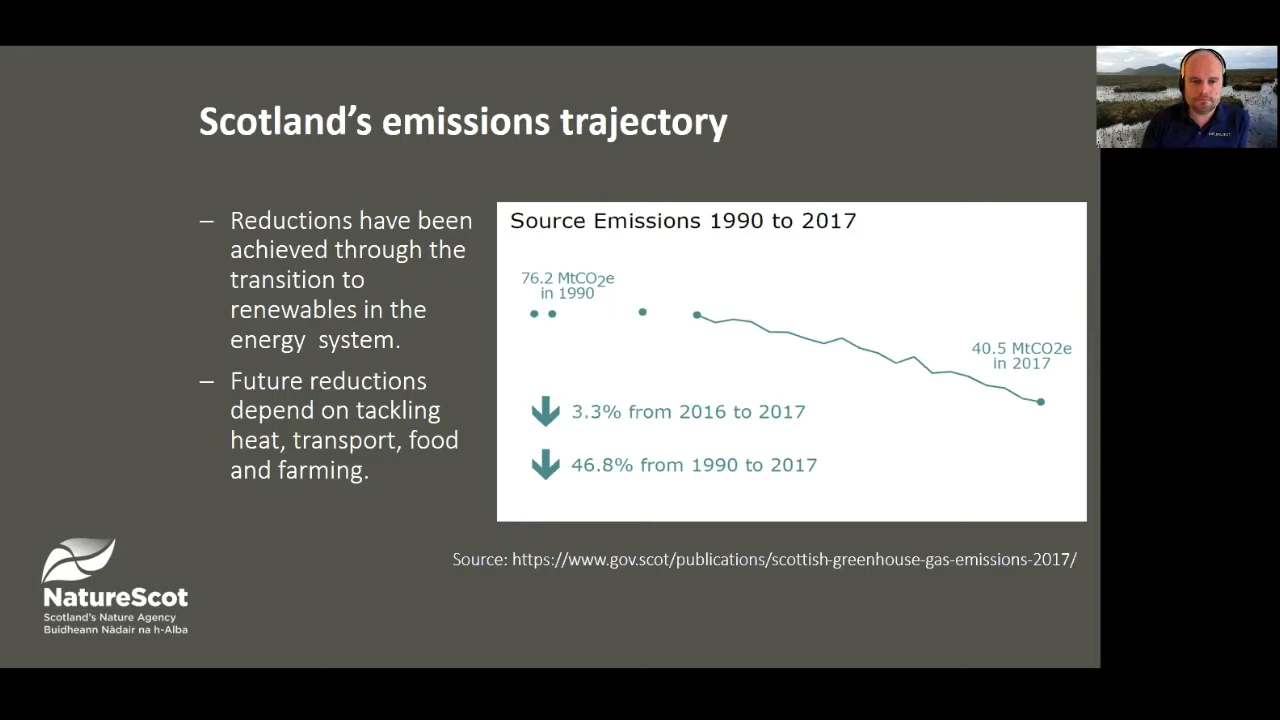 Scotland's emissions trajectory
– Reductions have been
achieved through the
transition to
renewables in the
energy system.
– Future reductions
depend on tackling
heat, transport, food
and farming.
Source Emissions 1990 to 2017
76.2 MtCO2e
in 1990
40.5 MtCO2e
in 2017
3.3% from 2016 to 2017
46.8% from 1990 to 2017
Source: https://www.gov.scot/publications/scottish-greenhouse-gas-emissions-2017/
NatureScot
Scotland's Nature Agency
Buidheann Nàdair na h-Alba